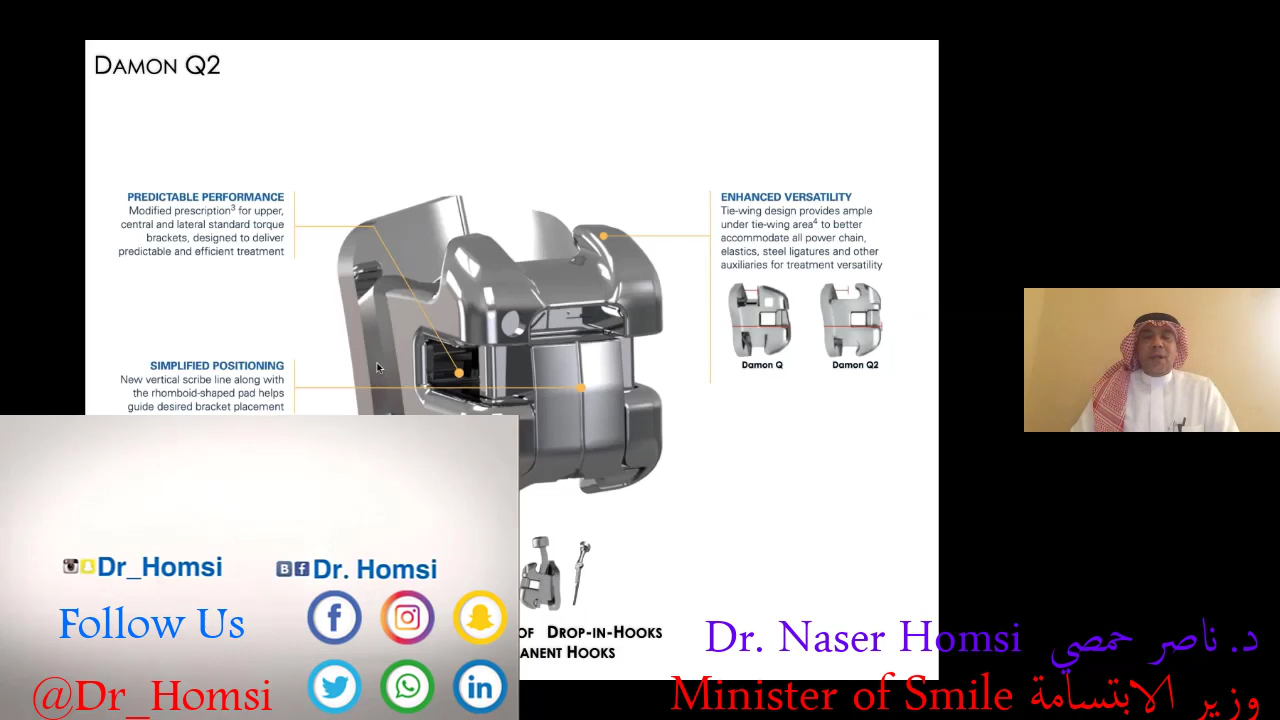 DAMON Q2
PREDICTABLE PERFORMANCE
Modified prescription³ for upper,
central and lateral standard torque
brackets, designed to deliver
predictable and efficient treatment
SIMPLIFIED POSITIONING
New vertical scribe line along with
the rhomboid-shaped pad helps
guide desired bracket placement
ENHANCED VERSATILITY
Tie-wing design provides ample
under tie-wing area⁴ to better
accommodate all power chain,
elastics, steel ligatures and other
auxiliaries for treatment versatility
Damon Q
Damon Q2
OF DROP-IN-HOOKS
ANENT HOOKS
Dr_Homsi
Dr. Homsi
Follow Us
@Dr_Homsi
Dr. Naser Homsi د. ناصر حمصي
Minister of Smile وزير الابتسامة